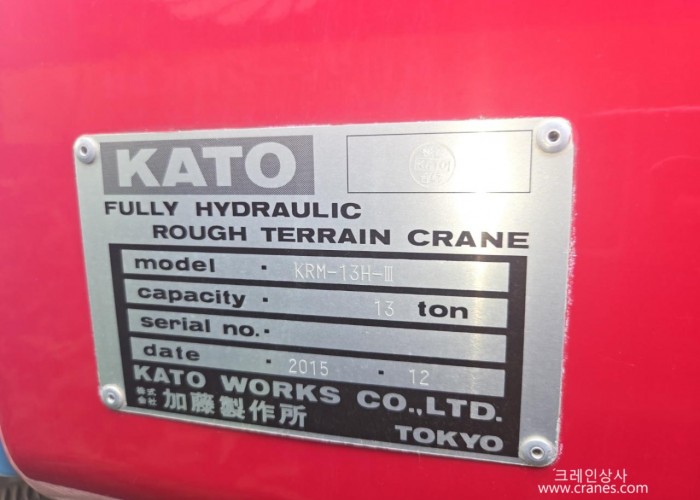 KATO
FULLY HYDRAULIC
ROUGH TERRAIN CRANE
model · KRM-13H-Ⅲ
capacity · 13 ton
serial no. ·
date · 2015 · 12
KATO WORKS CO.,LTD.
株式会社 加藤製作所
TOKYO
크레인상사
www.cranes.com